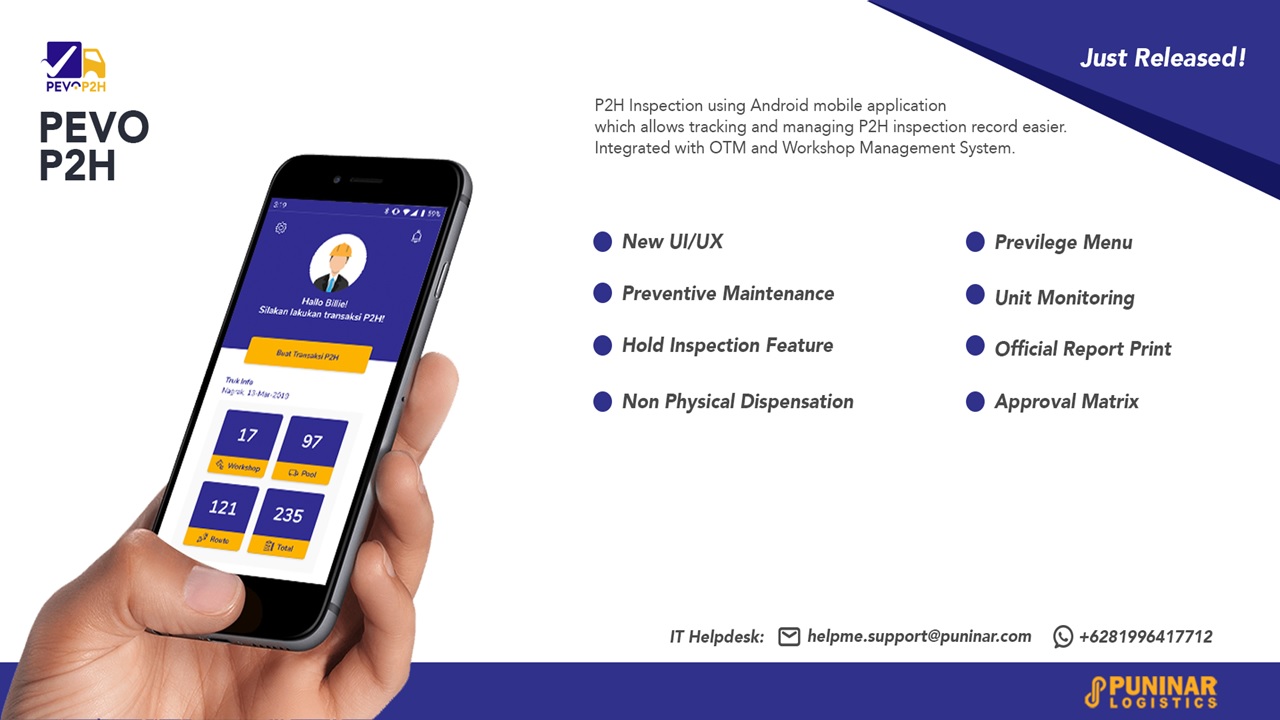 PEVO P2H
PEVO
P2H
Just Released!
P2H Inspection using Android mobile application
which allows tracking and managing P2H inspection record easier.
Integrated with OTM and Workshop Management System.
New UI/UX
Preventive Maintenance
Hold Inspection Feature
Non Physical Dispensation
Previlege Menu
Unit Monitoring
Official Report Print
Approval Matrix
3:19
59%
Hallo Billie!
Silakan lakukan transaksi P2H!
Buat Transaksi P2H
Truk Info
Nagrak, 13-Mar-2019
17
Workshop
97
Pool
121
Route
235
Total
IT Helpdesk: helpme.support@puninar.com +6281996417712
PUNINAR
LOGISTICS